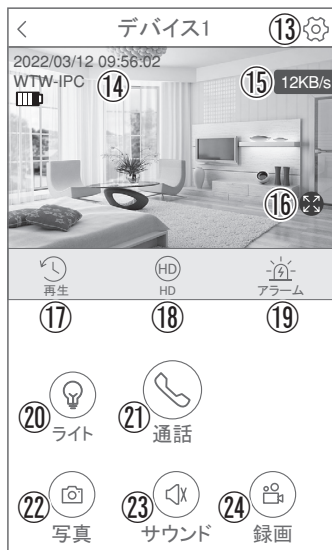 デバイス1 ⑬
2022/03/12 09:56:02
WTW-IPC ⑭ ⑮ 12KB/s
⑯
再生 HD HD アラーム
⑰ ⑱ ⑲
⑳ ライト ㉑ 通話
㉒ 写真 ㉓ サウンド ㉔ 録画